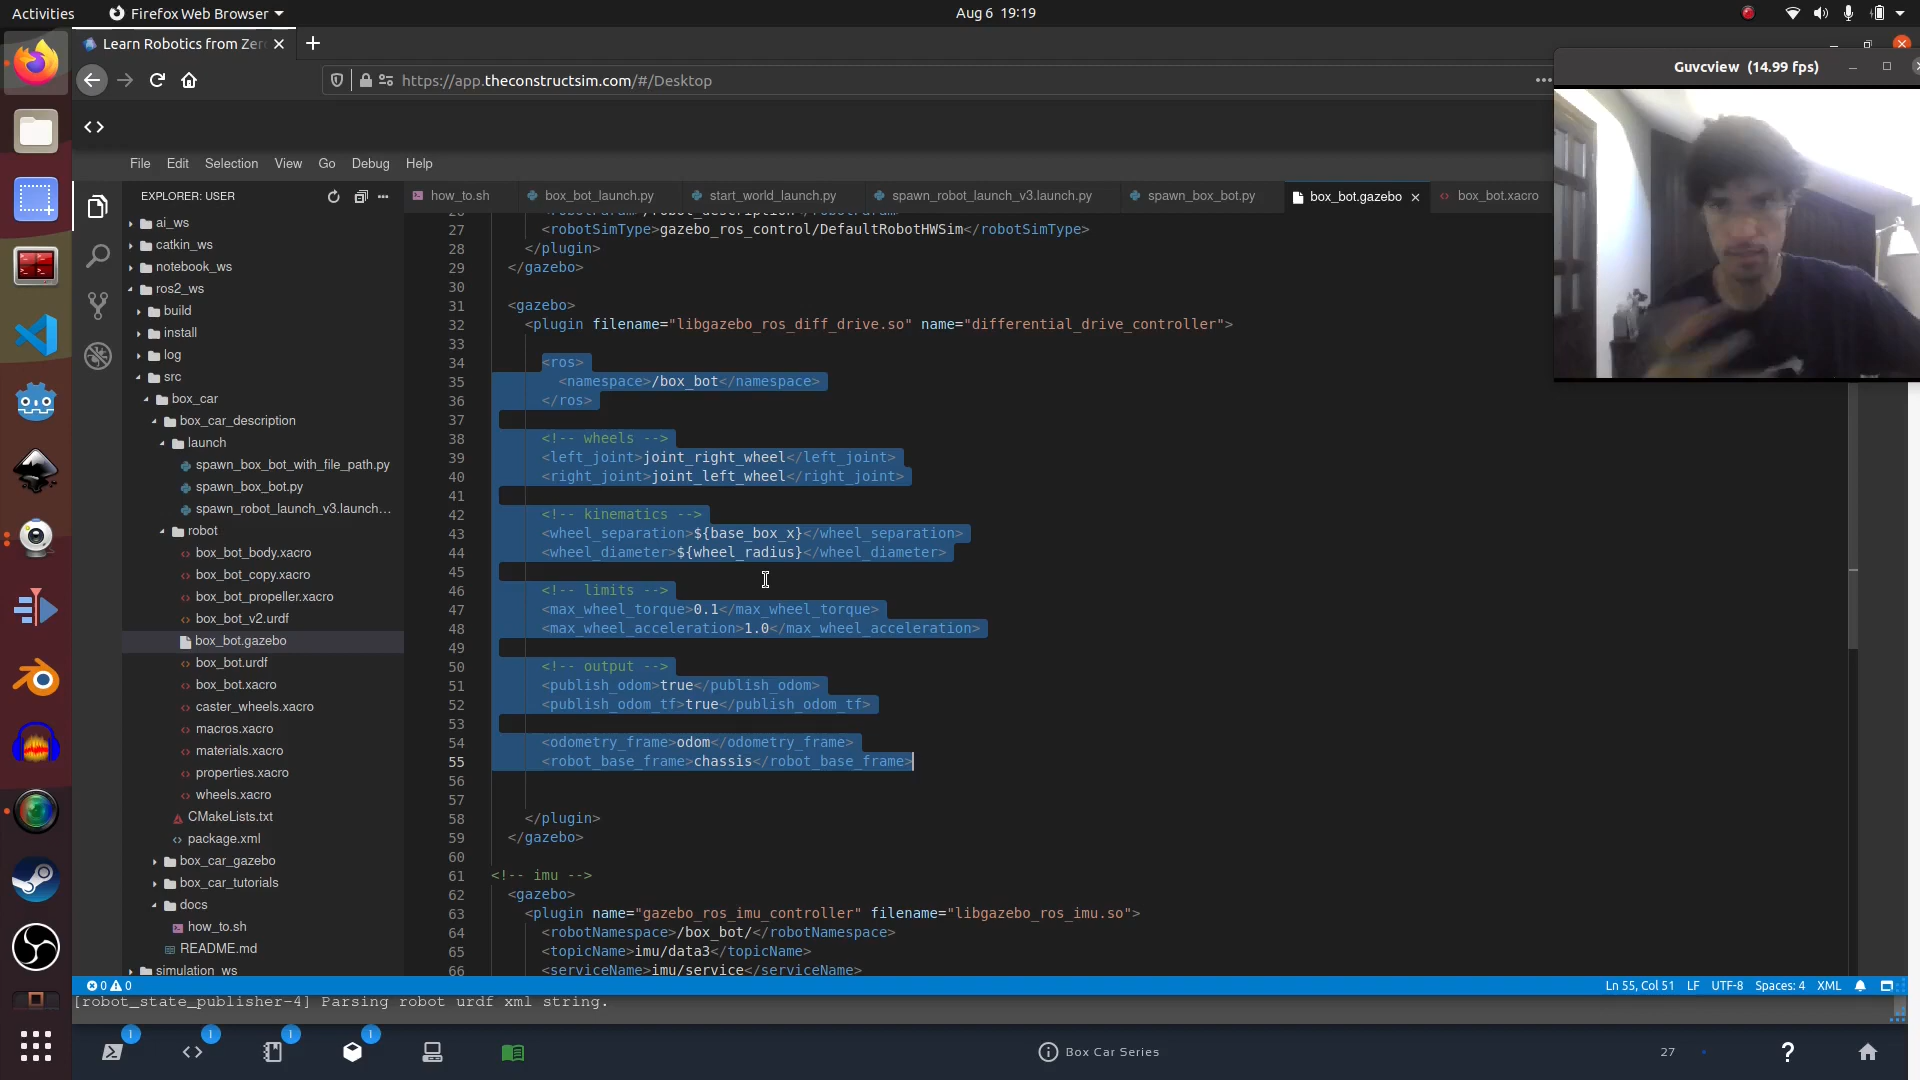 Activities
Firefox Web Browser
Aug 6 19:19
Learn Robotics from Zer
https://app.theconstructsim.com/#/Desktop
Guvcview (14.99 fps)
File Edit Selection View Go Debug Help
EXPLORER: USER
how_to.sh
box_bot_launch.py
start_world_launch.py
spawn_robot_launch_v3.launch.py
spawn_box_bot.py
box_bot.gazebo
box_bot.xacro
ai_ws
catkin_ws
notebook_ws
ros2_ws
build
install
log
src
box_car
box_car_description
launch
spawn_box_bot_with_file_path.py
spawn_box_bot.py
spawn_robot_launch_v3.launch…
robot
box_bot_body.xacro
box_bot_copy.xacro
box_bot_propeller.xacro
box_bot_v2.urdf
box_bot.gazebo
box_bot.urdf
box_bot.xacro
caster_wheels.xacro
macros.xacro
materials.xacro
properties.xacro
wheels.xacro
CMakeLists.txt
package.xml
box_car_gazebo
box_car_tutorials
docs
how_to.sh
README.md
simulation_ws
27 <robotSimType>gazebo_ros_control/DefaultRobotHWSim</robotSimType>
28 </plugin>
29 </gazebo>
30
31 <gazebo>
32 <plugin filename="libgazebo_ros_diff_drive.so" name="differential_drive_controller">
33
34 <ros>
35 <namespace>/box_bot</namespace>
36 </ros>
37
38 <!-- wheels -->
39 <left_joint>joint_right_wheel</left_joint>
40 <right_joint>joint_left_wheel</right_joint>
41
42 <!-- kinematics -->
43 <wheel_separation>${base_box_x}</wheel_separation>
44 <wheel_diameter>${wheel_radius}</wheel_diameter>
45
46 <!-- limits -->
47 <max_wheel_torque>0.1</max_wheel_torque>
48 <max_wheel_acceleration>1.0</max_wheel_acceleration>
49
50 <!-- output -->
51 <publish_odom>true</publish_odom>
52 <publish_odom_tf>true</publish_odom_tf>
53
54 <odometry_frame>odom</odometry_frame>
55 <robot_base_frame>chassis</robot_base_frame>
56
57
58 </plugin>
59 </gazebo>
60
61 <!-- imu -->
62 <gazebo>
63 <plugin name="gazebo_ros_imu_controller" filename="libgazebo_ros_imu.so">
64 <robotNamespace>/box_bot/</robotNamespace>
65 <topicName>imu/data3</topicName>
66 <serviceName>imu/service</serviceName>
0 0
Ln 55, Col 51 LF UTF-8 Spaces: 4 XML
[robot_state_publisher-4] Parsing robot urdf xml string.
1 1 1 1
Box Car Series
27